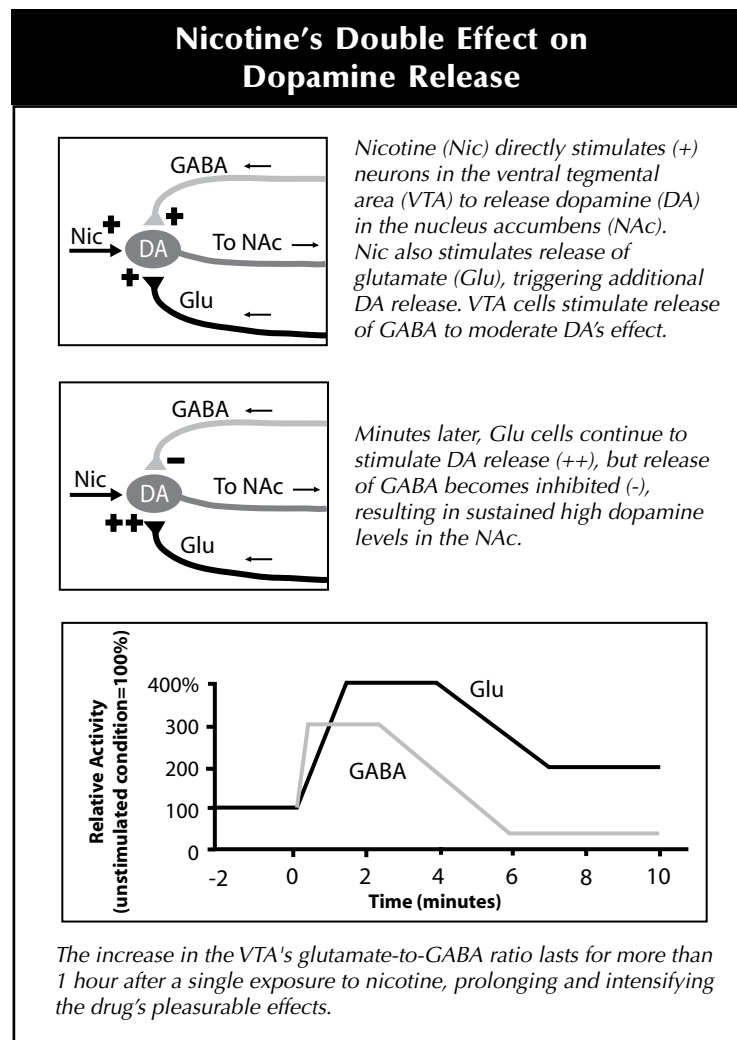 Nicotine’s Double Effect on
Dopamine Release
GABA
Nic
+
+
DA
To NAc
+
Glu
Nicotine (Nic) directly stimulates (+)
neurons in the ventral tegmental
area (VTA) to release dopamine (DA)
in the nucleus accumbens (NAc).
Nic also stimulates release of
glutamate (Glu), triggering additional
DA release. VTA cells stimulate release
of GABA to moderate DA’s effect.
GABA
-
Nic
DA
To NAc
++
Glu
Minutes later, Glu cells continue to
stimulate DA release (++), but release
of GABA becomes inhibited (-),
resulting in sustained high dopamine
levels in the NAc.
Relative Activity
(unstimulated condition=100%)
400%
300
200
100
0
Glu
GABA
-2 0 2 4 6 8 10
Time (minutes)
The increase in the VTA's glutamate-to-GABA ratio lasts for more than
1 hour after a single exposure to nicotine, prolonging and intensifying
the drug’s pleasurable effects.